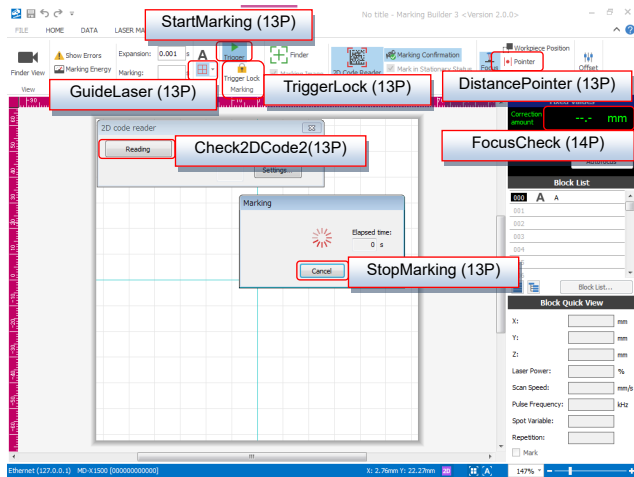 No title - Marking Builder 3 <Version 2.0.0>
FILE HOME DATA LASER MA
StartMarking (13P)
Finder View
View
Show Errors
Marking Energy
Expansion: 0.001 s
Marking:
A
Trigger
Trigger Lock
Marking
Finder
2D Code Reader
Marking Confirmation
Mark in Stationary Status
Focus
Workpiece Position
Pointer
Offset
GuideLaser (13P)
TriggerLock (13P)
DistancePointer (13P)
2D code reader
Reading
Settings...
Check2DCode2(13P)
Correction amount
--.- mm
FocusCheck (14P)
Autofocus
Marking
Elapsed time:
0 s
Cancel
StopMarking (13P)
Block List
000 A A
001
002
003
004
Block List...
Block Quick View
X: mm
Y: mm
Z: mm
Laser Power: %
Scan Speed: mm/s
Pulse Frequency: kHz
Spot Variable:
Repetition:
Mark
Ethernet (127.0.0.1) MD-X1500 [000000000000] X: 2.76mm Y: 22.27mm 2D [A] 147%